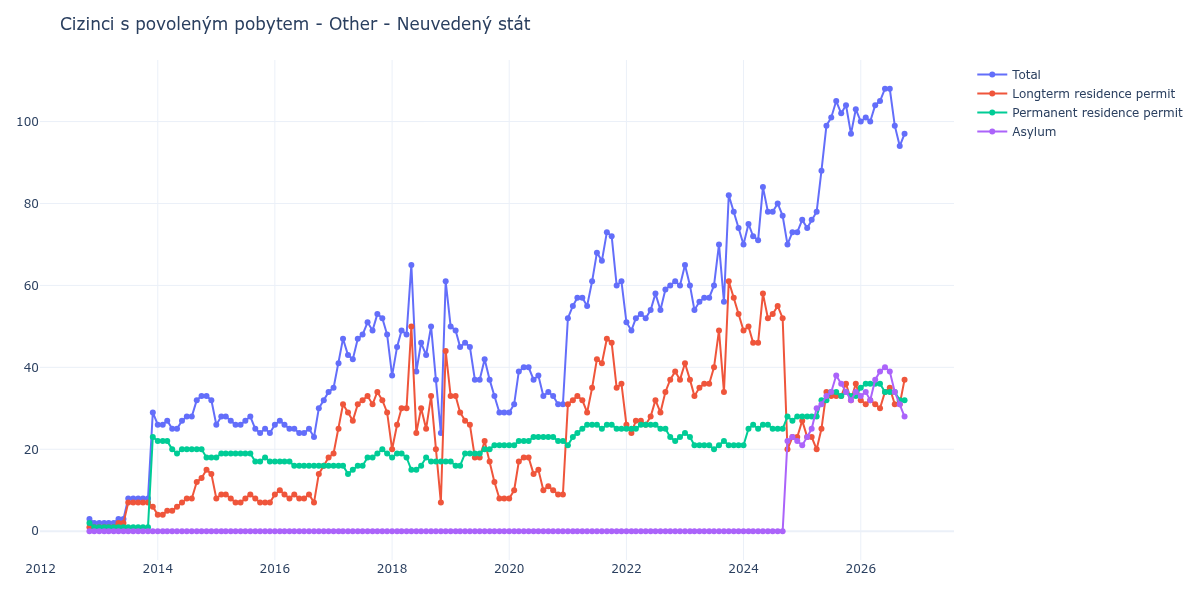 Cizinci s povoleným pobytem - Other - Neuvedený stát
Total
Longterm residence permit
Permanent residence permit
Asylum
100
80
60
40
20
0
2012
2014
2016
2018
2020
2022
2024
2026